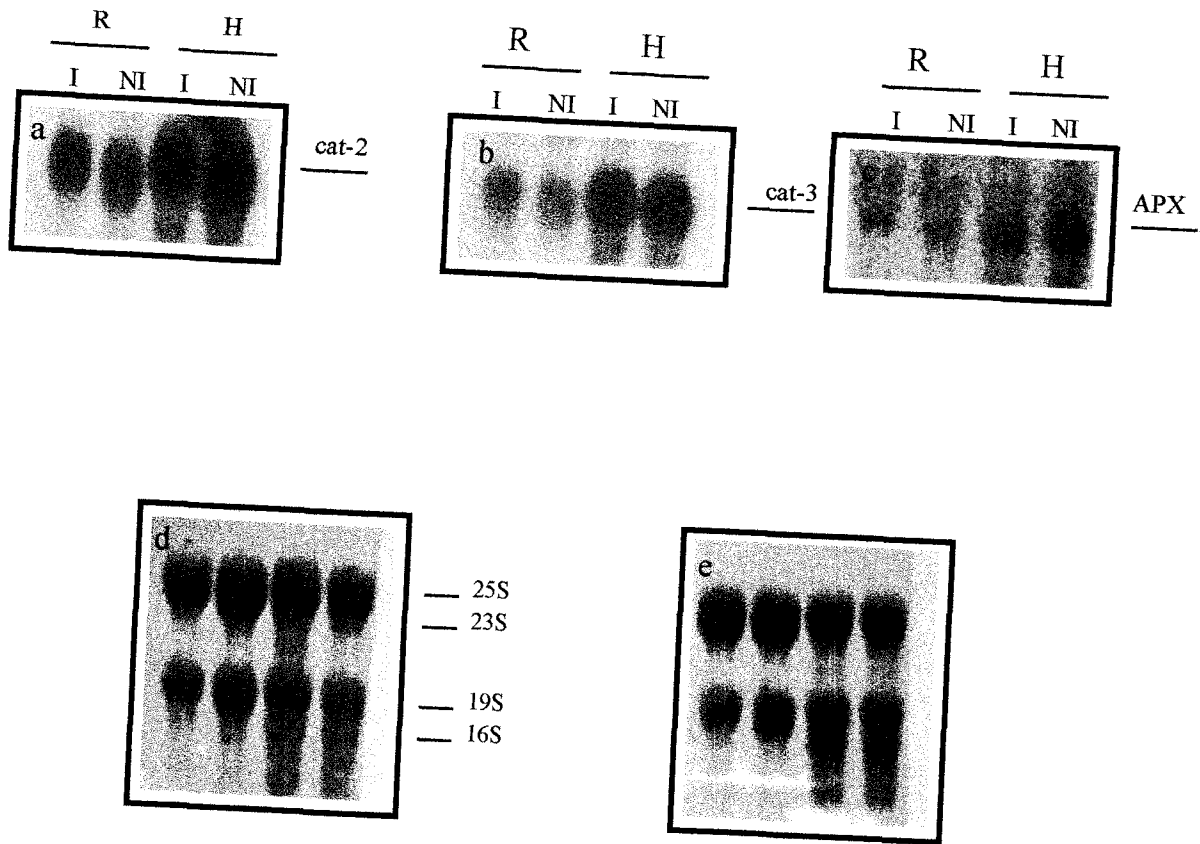 R H
I NI I NI
a
cat-2
R H
I NI I NI
b
cat-3
R H
I NI I NI
APX
d
25S
23S
19S
16S
e